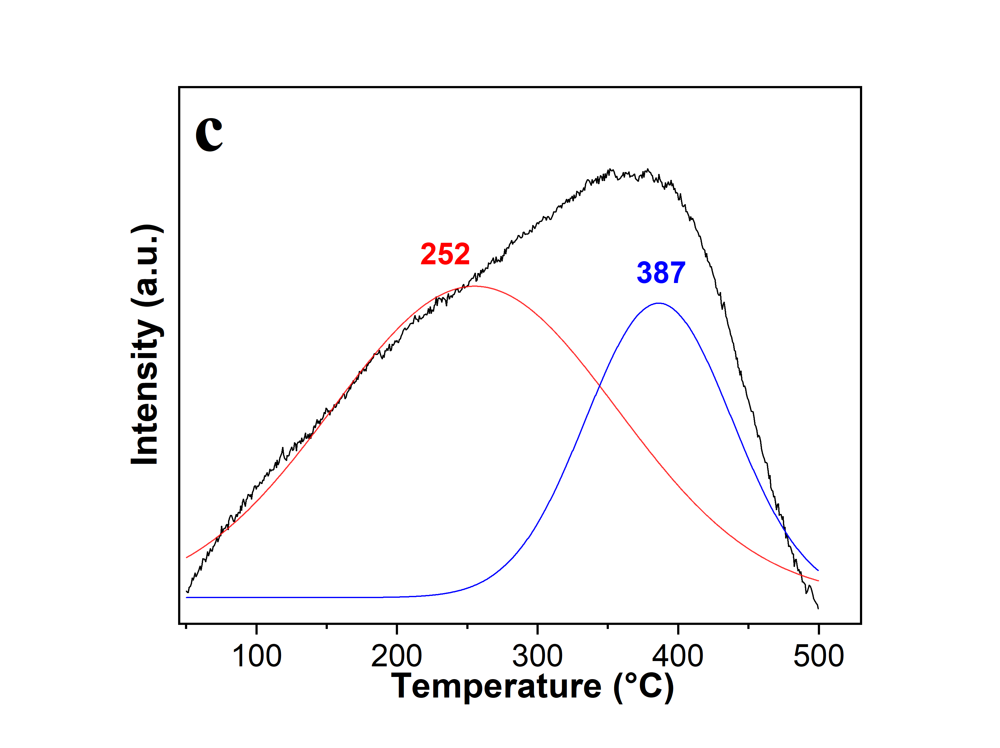 c
252
387
Intensity (a.u.)
100 200 300 400 500
Temperature (°C)